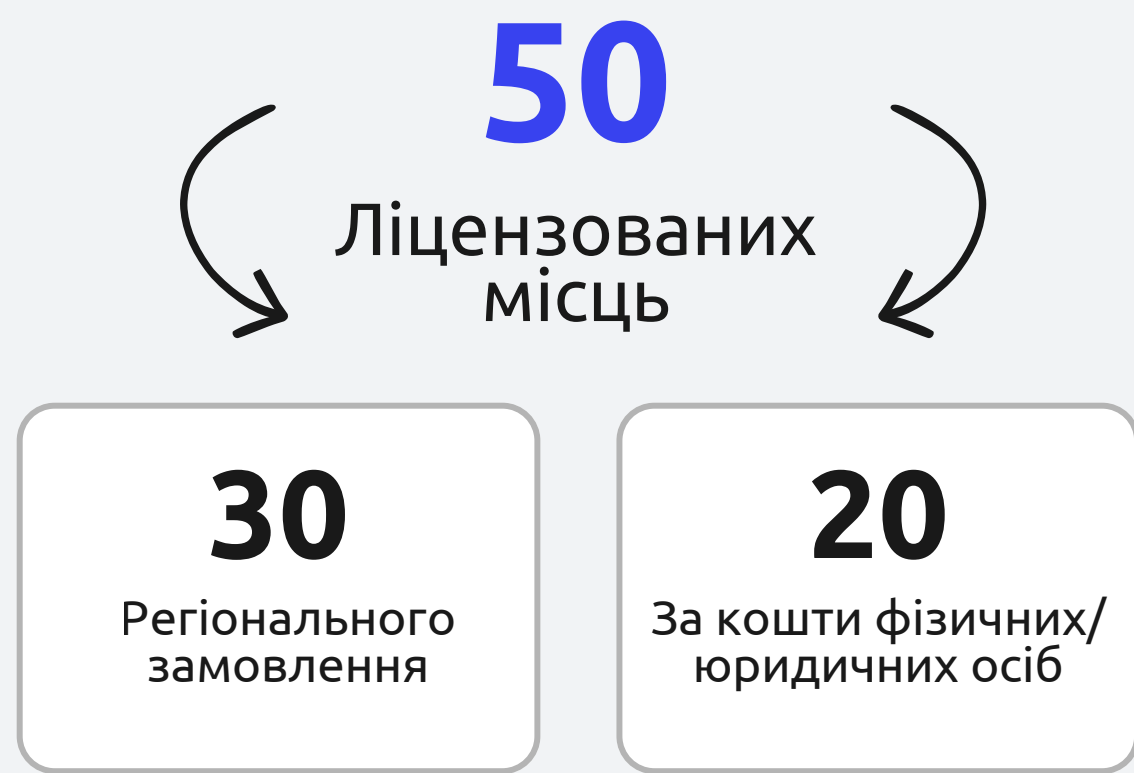 50
Ліцензованих
місць
30
Регіонального
замовлення
20
За кошти фізичних/
юридичних осіб